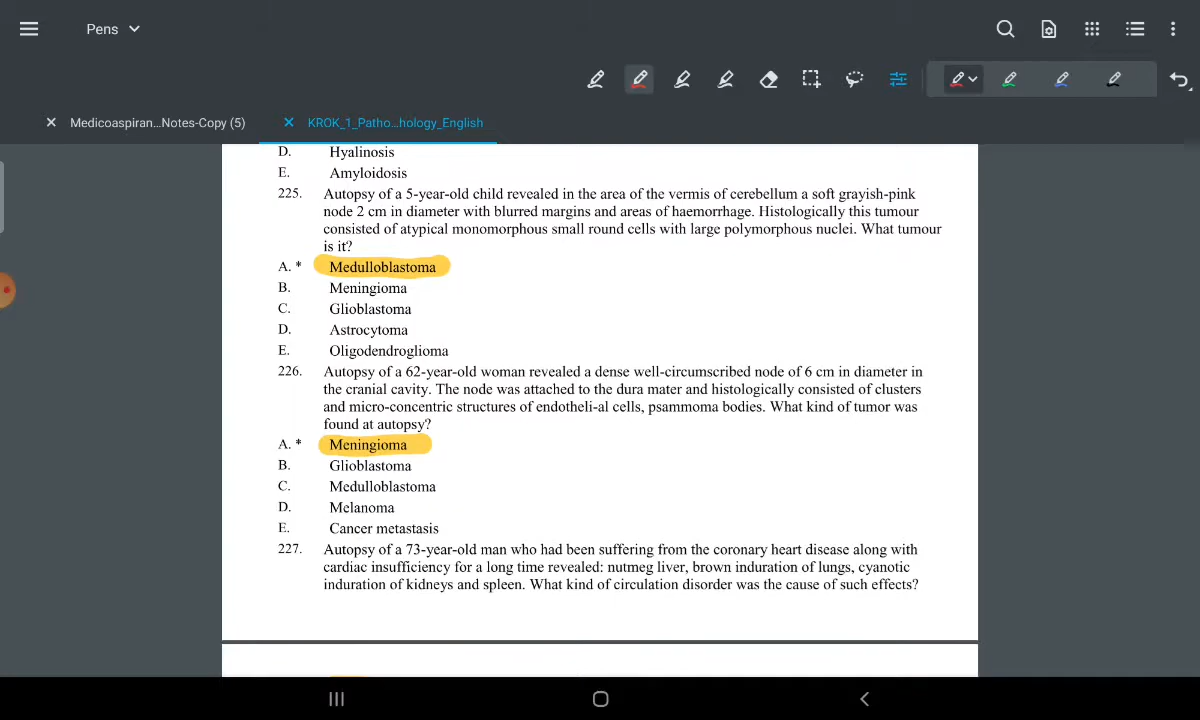 Pens
Medicoaspiran...Notes-Copy (5)
KROK_1_Patho...hology_English
D. Hyalinosis
E. Amyloidosis
225. Autopsy of a 5-year-old child revealed in the area of the vermis of cerebellum a soft grayish-pink
node 2 cm in diameter with blurred margins and areas of haemorrhage. Histologically this tumour
consisted of atypical monomorphous small round cells with large polymorphous nuclei. What tumour
is it?
A. * Medulloblastoma
B. Meningioma
C. Glioblastoma
D. Astrocytoma
E. Oligodendroglioma
226. Autopsy of a 62-year-old woman revealed a dense well-circumscribed node of 6 cm in diameter in
the cranial cavity. The node was attached to the dura mater and histologically consisted of clusters
and micro-concentric structures of endotheli-al cells, psammoma bodies. What kind of tumor was
found at autopsy?
A. * Meningioma
B. Glioblastoma
C. Medulloblastoma
D. Melanoma
E. Cancer metastasis
227. Autopsy of a 73-year-old man who had been suffering from the coronary heart disease along with
cardiac insufficiency for a long time revealed: nutmeg liver, brown induration of lungs, cyanotic
induration of kidneys and spleen. What kind of circulation disorder was the cause of such effects?